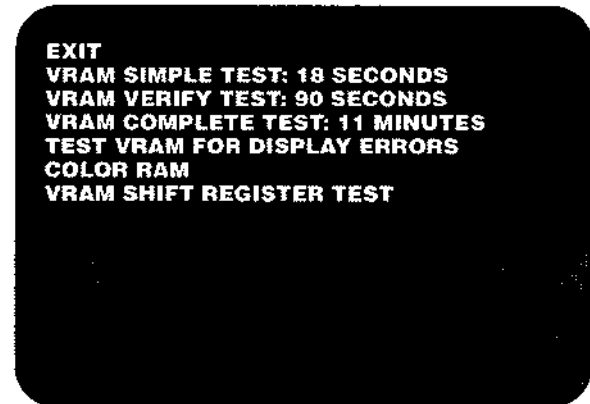 EXIT
VRAM SIMPLE TEST: 18 SECONDS
VRAM VERIFY TEST: 90 SECONDS
VRAM COMPLETE TEST: 11 MINUTES
TEST VRAM FOR DISPLAY ERRORS
COLOR RAM
VRAM SHIFT REGISTER TEST